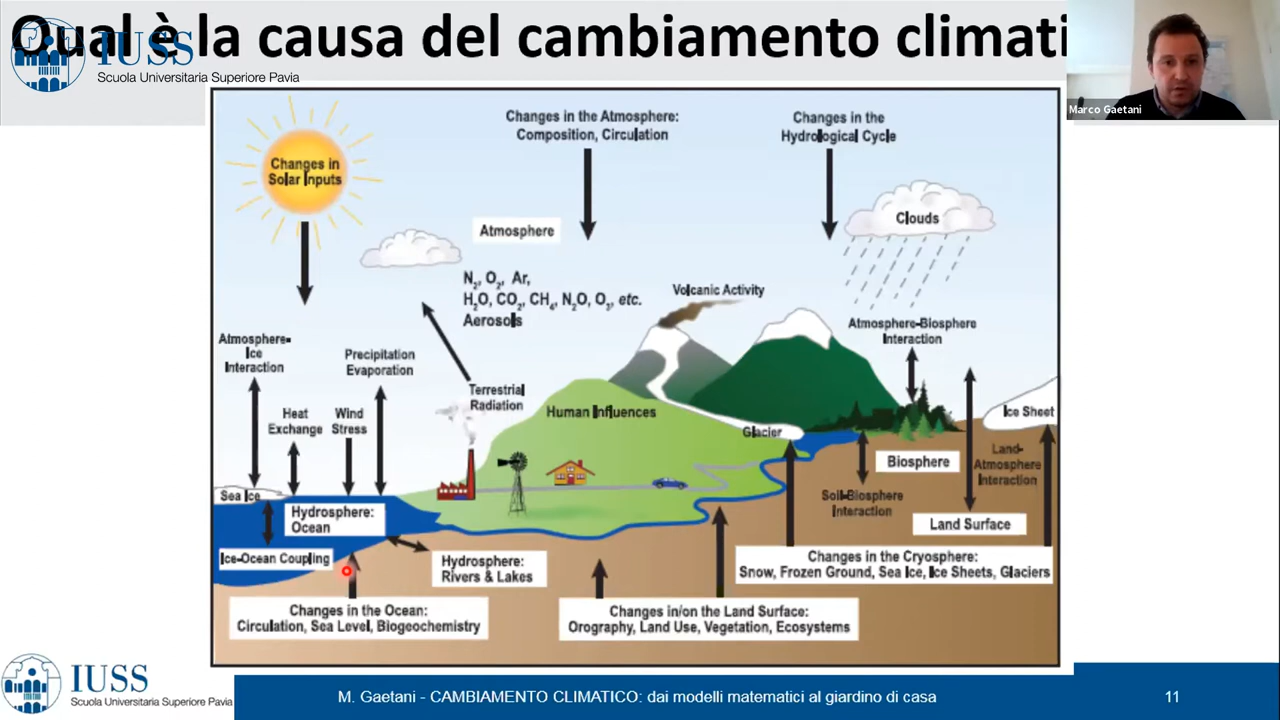 Qual è la causa del cambiamento climati
IUSS
Scuola Universitaria Superiore Pavia
Marco Gaetani
Changes in
Solar Inputs
Changes in the Atmosphere:
Composition, Circulation
Changes in the
Hydrological Cycle
Clouds
Atmosphere
N₂, O₂, Ar,
H₂O, CO₂, CH₄, N₂O, O₃, etc.
Aerosols
Volcanic Activity
Atmosphere-
Ice
Interaction
Precipitation
Evaporation
Atmosphere-Biosphere
Interaction
Heat
Exchange
Wind
Stress
Terrestrial
Radiation
Human Influences
Glacier
Ice Sheet
Land-
Atmosphere
Interaction
Biosphere
Soil-Biosphere
Interaction
Land Surface
Sea Ice
Hydrosphere:
Ocean
Ice-Ocean Coupling
Hydrosphere:
Rivers & Lakes
Changes in the Cryosphere:
Snow, Frozen Ground, Sea Ice, Ice Sheets, Glaciers
Changes in the Ocean:
Circulation, Sea Level, Biogeochemistry
Changes in/on the Land Surface:
Orography, Land Use, Vegetation, Ecosystems
IUSS
Scuola Universitaria Superiore Pavia
M. Gaetani - CAMBIAMENTO CLIMATICO: dai modelli matematici al giardino di casa
11